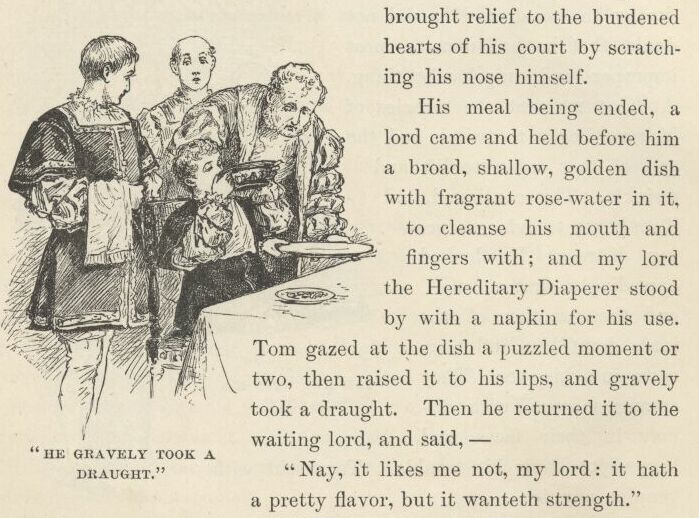 brought relief to the burdened
hearts of his court by scratch-
ing his nose himself.
His meal being ended, a
lord came and held before him
a broad, shallow, golden dish
with fragrant rose-water in it,
to cleanse his mouth and
fingers with; and my lord
the Hereditary Diaperer stood
by with a napkin for his use.
Tom gazed at the dish a puzzled moment or
two, then raised it to his lips, and gravely
took a draught. Then he returned it to the
waiting lord, and said, —
"Nay, it likes me not, my lord: it hath
a pretty flavor, but it wanteth strength."
"HE GRAVELY TOOK A
DRAUGHT."